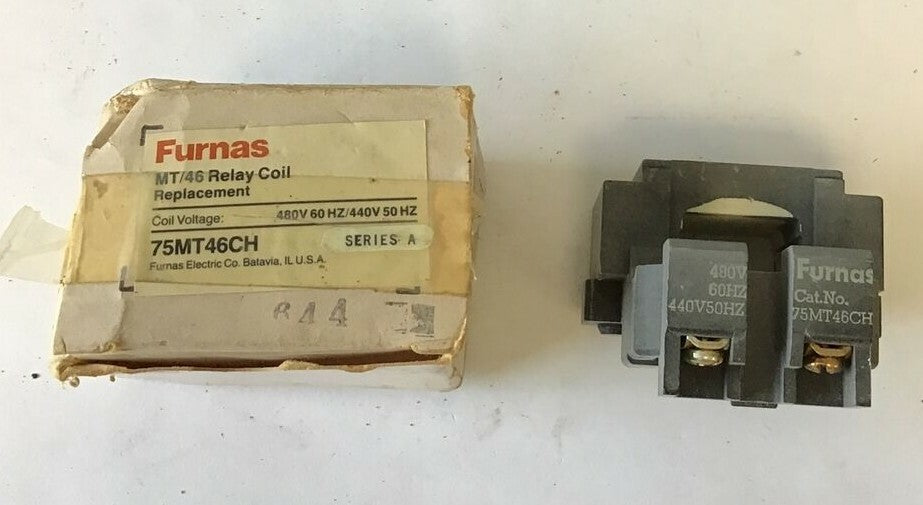 Furnas
MT/46 Relay Coil
Replacement
Coil Voltage: 480V 60 HZ/440V 50 HZ
75MT46CH SERIES A
Furnas Electric Co. Batavia, IL U.S.A.
844
480V
60HZ
440V50HZ
Furnas
Cat.No.
75MT46CH